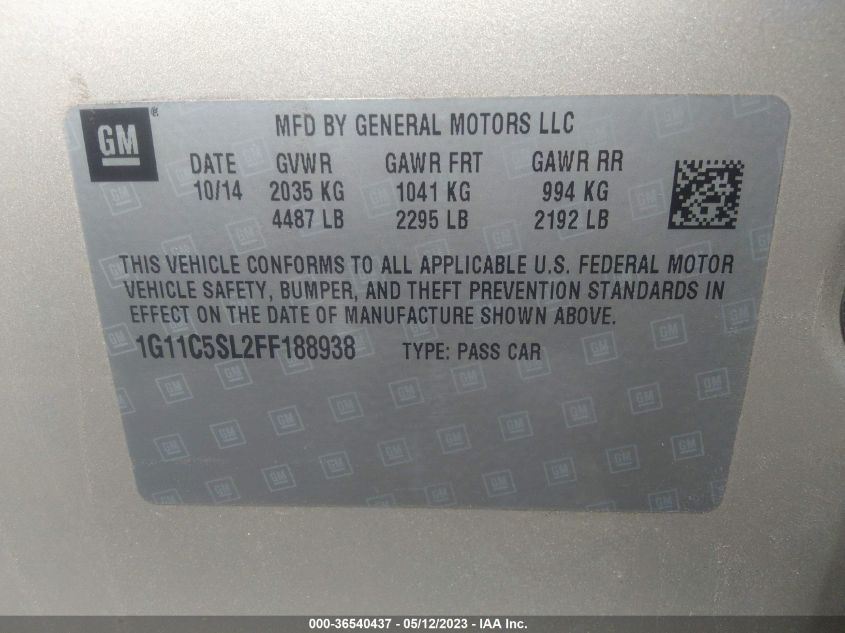 GM ®
MFD BY GENERAL MOTORS LLC
DATE GVWR GAWR FRT GAWR RR
10/14 2035 KG 1041 KG 994 KG
4487 LB 2295 LB 2192 LB
THIS VEHICLE CONFORMS TO ALL APPLICABLE U.S. FEDERAL MOTOR
VEHICLE SAFETY, BUMPER, AND THEFT PREVENTION STANDARDS IN
EFFECT ON THE DATE OF MANUFACTURE SHOWN ABOVE.
1G11C5SL2FF188938 TYPE: PASS CAR
000-36540437 - 05/12/2023 - IAA Inc.